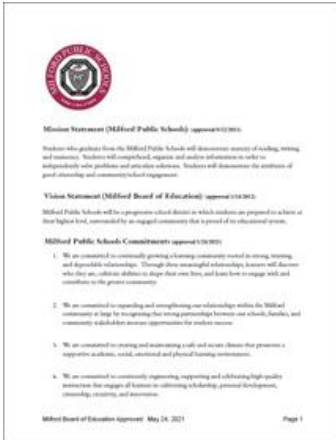 MILFORD PUBLIC SCHOOLS
Mission Statement (Milford Public Schools): (approved
Students who graduate from the Milford Public Schools will demonstrate mastery of reading, writing
and numeracy. Students will comprehend, organize and analyze information in order to
independently solve problems and articulate solutions. Students will demonstrate the attributes of
good citizenship and community/school engagement.
Vision Statement (Milford Board of Education): (approved
Milford Public Schools will be a progressive school district in which students are prepared to achieve at
their highest level, surrounded by an engaged community that is proud of its educational system.
Milford Public Schools Commitments (approved
1. We are committed to continually growing a learning community rooted in strong, trusting,
and dependable relationships. Through these meaningful relationships, learners will discover
who they are, cultivate abilities to shape their own lives, and learn how to engage with and
contribute to the greater community.
2. We are committed to expanding and strengthening our relationships within the Milford
community at large by recognizing that strong partnerships between our schools, families, and
community stakeholders increase opportunities for student success.
3. We are committed to creating and maintaining a safe and secure climate that promotes a
supportive academic, social, emotional and physical learning environment.
4. We are committed to consistently engineering, supporting and celebrating high-quality
instruction that engages all learners in cultivating scholarship, personal development,
citizenship, creativity, and innovation.
Milford Board of Education Approved May 24, 2021 Page 1